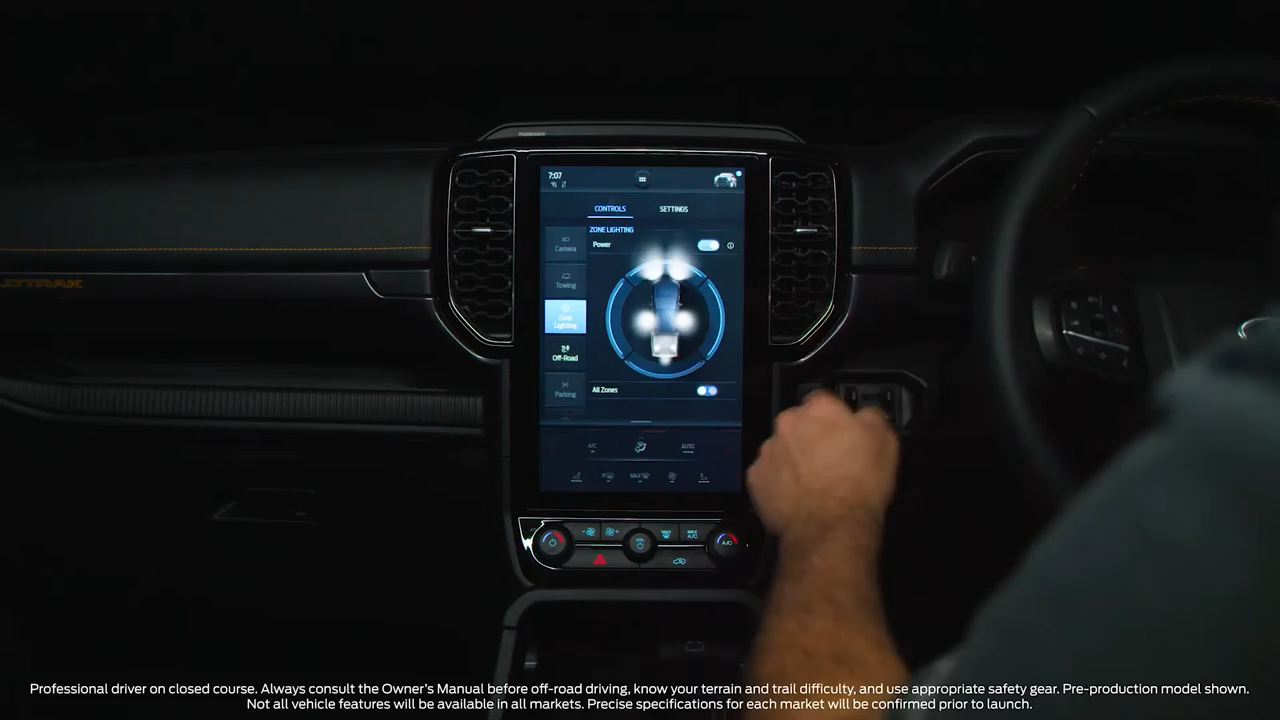 PASSENGER
7:07
CONTROLS SETTINGS
ZONE LIGHTING
Power
Camera
Towing
Zone
Lighting
Off-Road
Parking
All Zones
A/C AUTO
MAX
MAX
A/C
VOL
A/C
Professional driver on closed course. Always consult the Owner's Manual before off-road driving, know your terrain and trail difficulty, and use appropriate safety gear. Pre-production model shown.
Not all vehicle features will be available in all markets. Precise specifications for each market will be confirmed prior to launch.